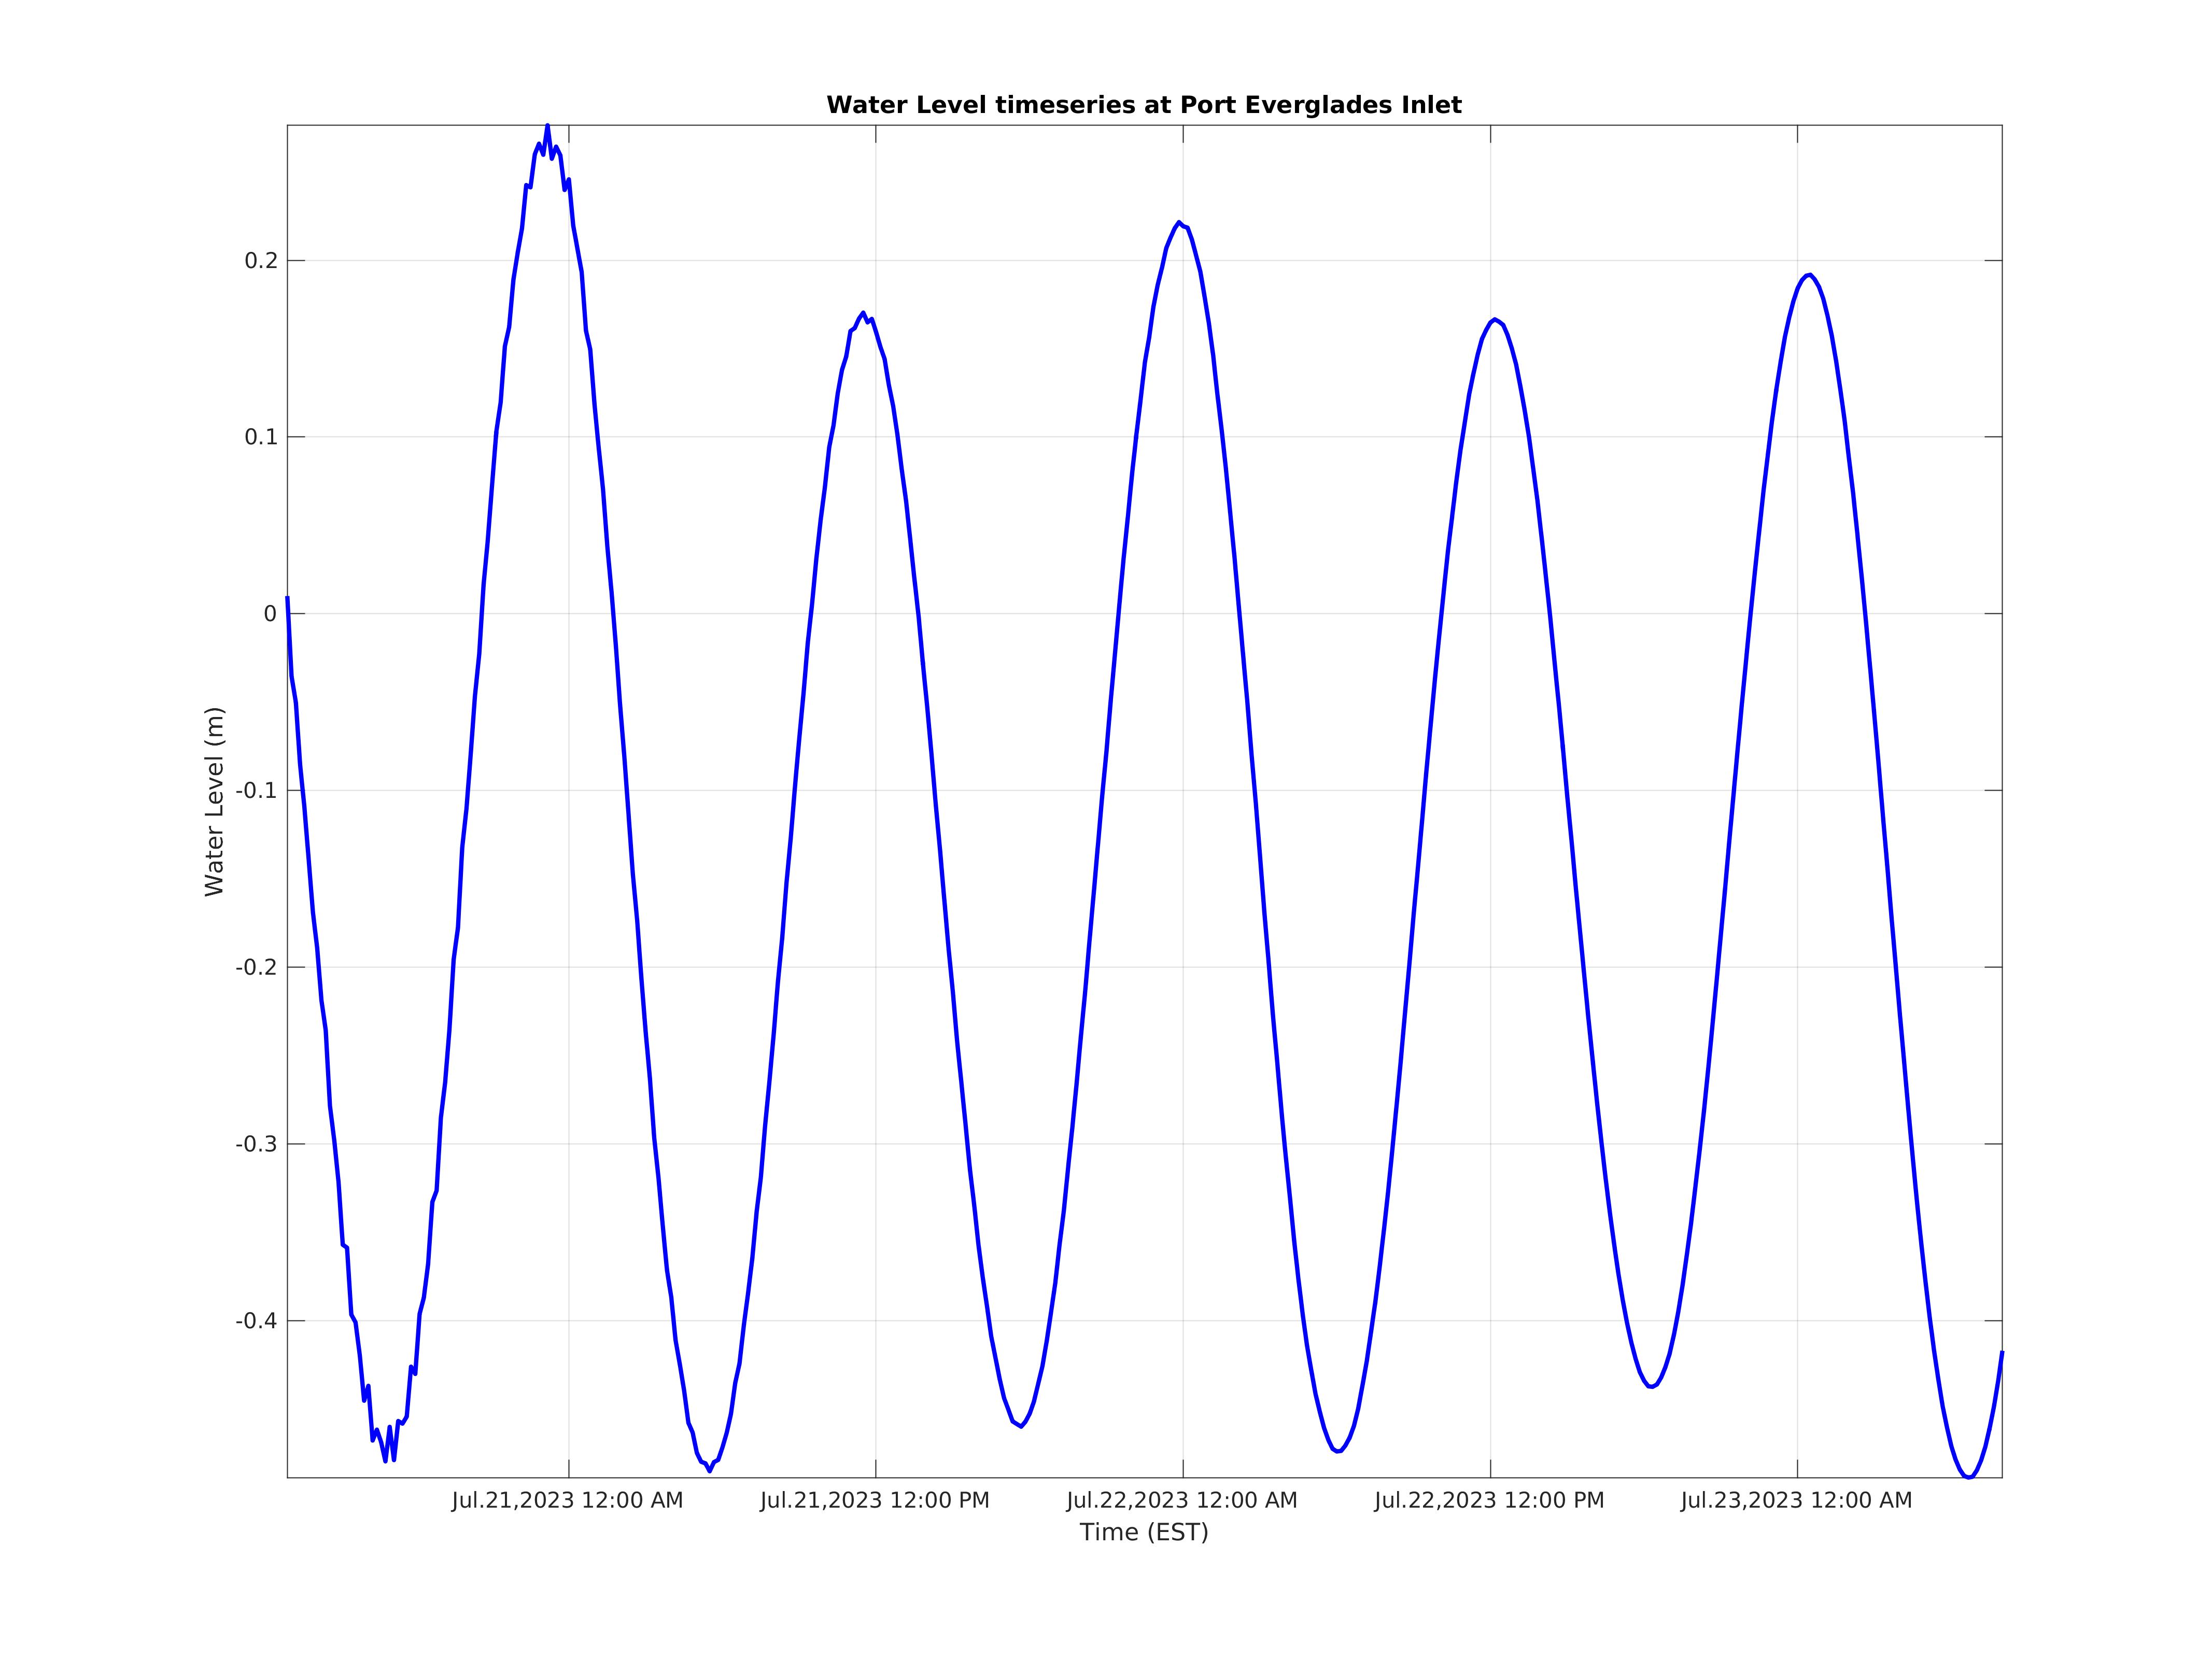 Water Level timeseries at Port Everglades Inlet
0.2
0.1
0
-0.1
-0.2
-0.3
-0.4
Water Level (m)
Jul.21,2023 12:00 AM
Jul.21,2023 12:00 PM
Jul.22,2023 12:00 AM
Jul.22,2023 12:00 PM
Jul.23,2023 12:00 AM
Time (EST)